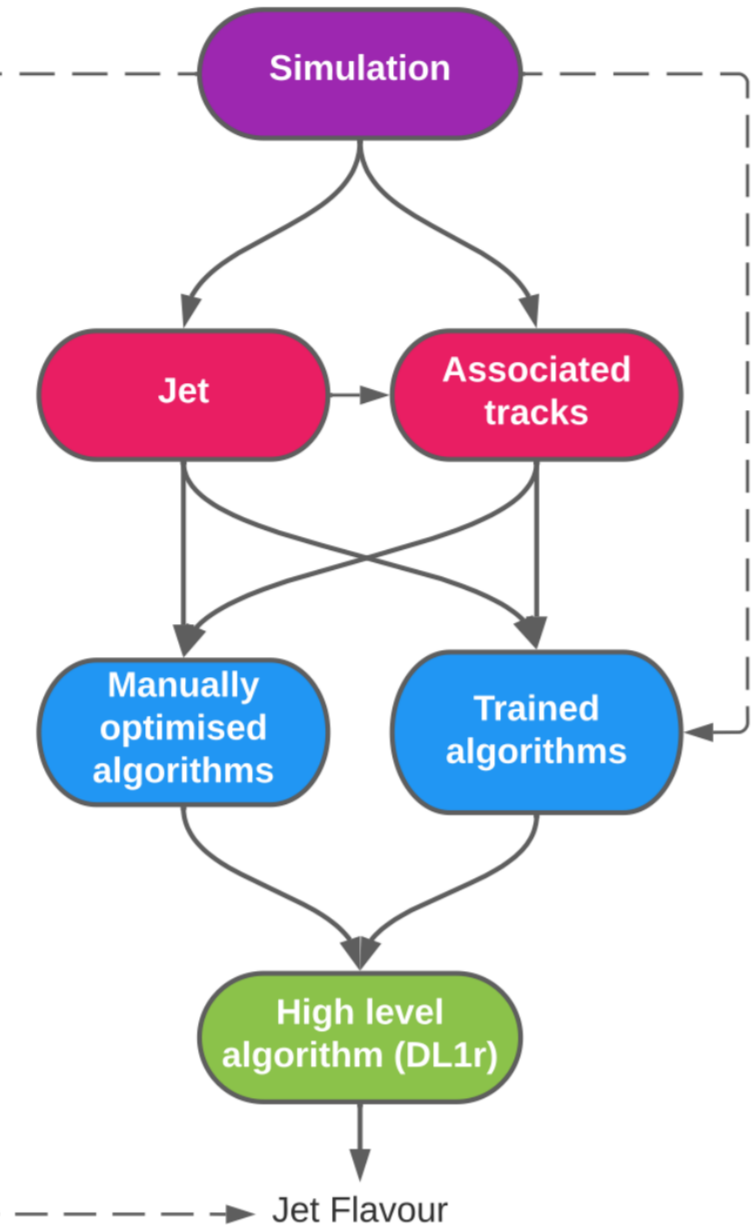 Simulation
Jet
Associated
tracks
Manually
optimised
algorithms
Trained
algorithms
High level
algorithm (DL1r)
Jet Flavour